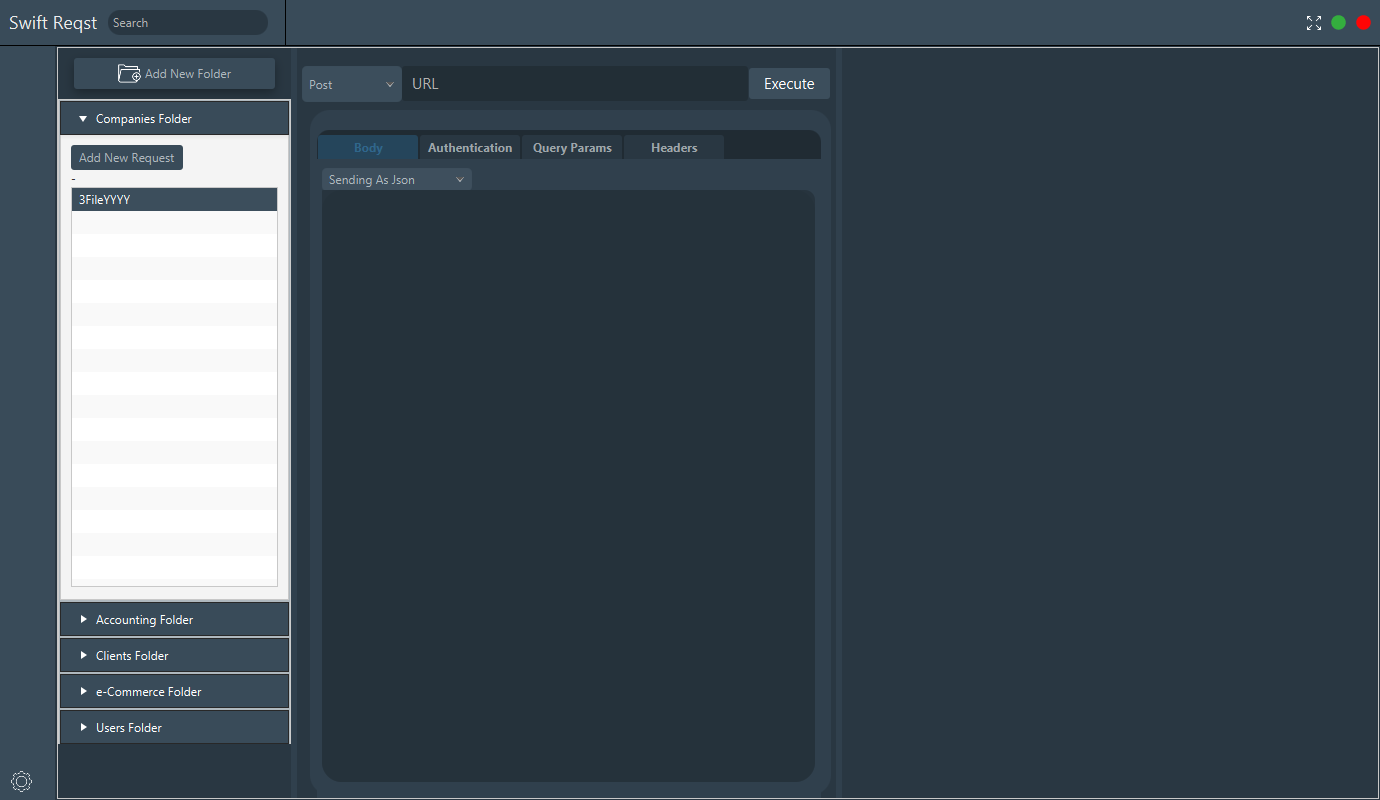 Swift Reqst
Search
Add New Folder
Companies Folder
Add New Request
-
3FileYYYY
Accounting Folder
Clients Folder
e-Commerce Folder
Users Folder
Post
URL
Execute
Body
Authentication
Query Params
Headers
Sending As Json